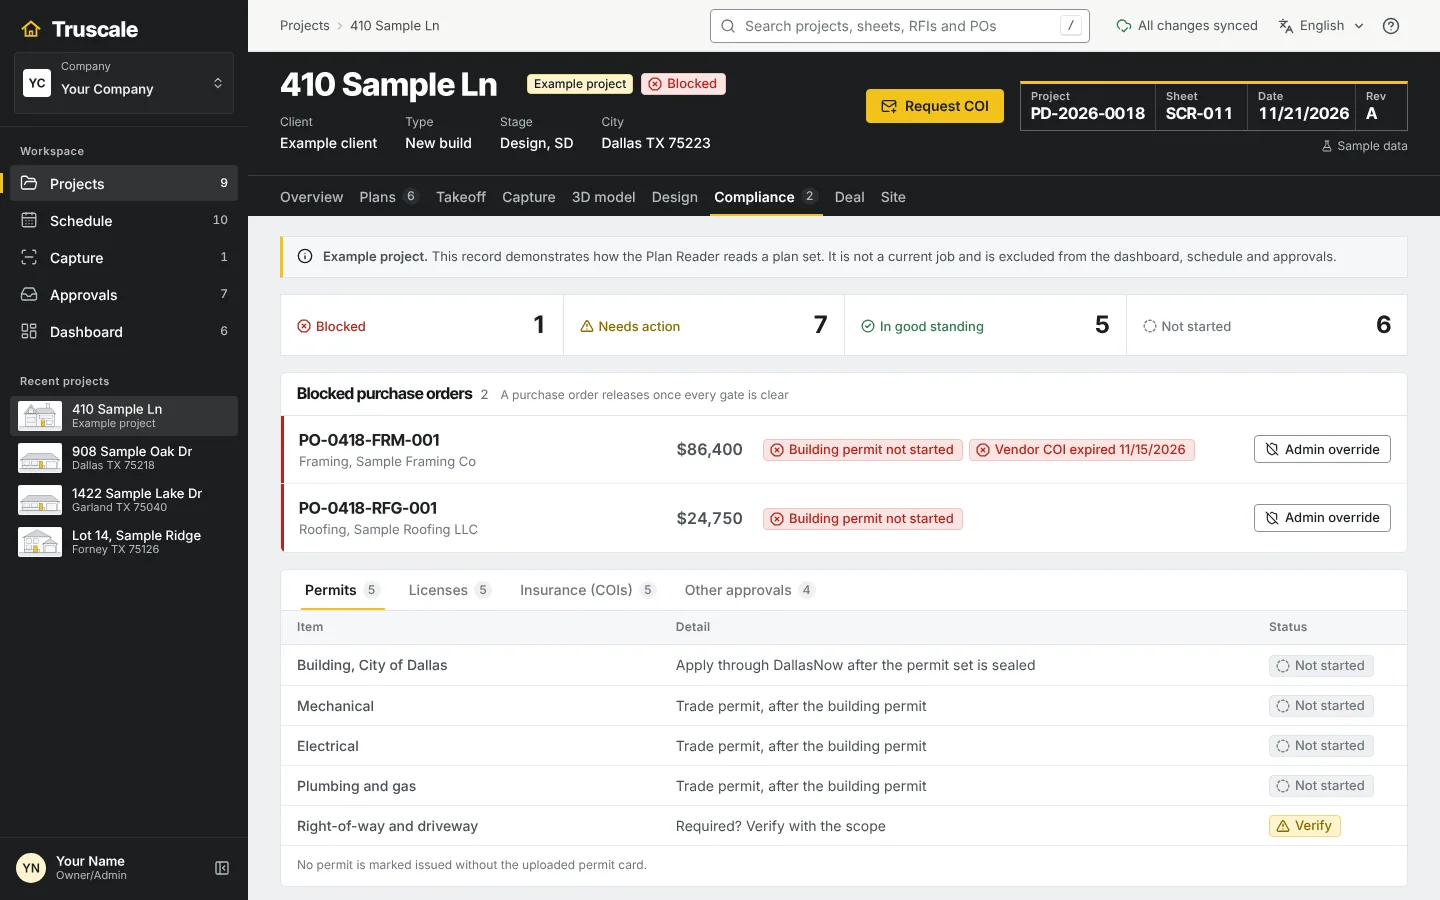 Truscale
YC
Company
Your Company
Workspace
Projects 9
Schedule 10
Capture 1
Approvals 7
Dashboard 6
Recent projects
410 Sample Ln
Example project
908 Sample Oak Dr
Dallas TX 75218
1422 Sample Lake Dr
Garland TX 75040
Lot 14, Sample Ridge
Forney TX 75126
YN
Your Name
Owner/Admin
Projects 410 Sample Ln
Search projects, sheets, RFIs and POs /
All changes synced
English
410 Sample Ln
Example project
Blocked
Client Type Stage City
Example client New build Design, SD Dallas TX 75223
Request COI
Project Sheet Date Rev
PD-2026-0018 SCR-011 11/21/2026 A
Sample data
Overview Plans 6 Takeoff Capture 3D model Design Compliance 2 Deal Site
Example project. This record demonstrates how the Plan Reader reads a plan set. It is not a current job and is excluded from the dashboard, schedule and approvals.
Blocked 1 Needs action 7 In good standing 5 Not started 6
Blocked purchase orders 2 A purchase order releases once every gate is clear
PO-0418-FRM-001
Framing, Sample Framing Co
$86,400 Building permit not started Vendor COI expired 11/15/2026 Admin override
PO-0418-RFG-001
Roofing, Sample Roofing LLC
$24,750 Building permit not started Admin override
Permits 5 Licenses 5 Insurance (COIs) 5 Other approvals 4
Item Detail Status
Building, City of Dallas Apply through DallasNow after the permit set is sealed Not started
Mechanical Trade permit, after the building permit Not started
Electrical Trade permit, after the building permit Not started
Plumbing and gas Trade permit, after the building permit Not started
Right-of-way and driveway Required? Verify with the scope Verify
No permit is marked issued without the uploaded permit card.